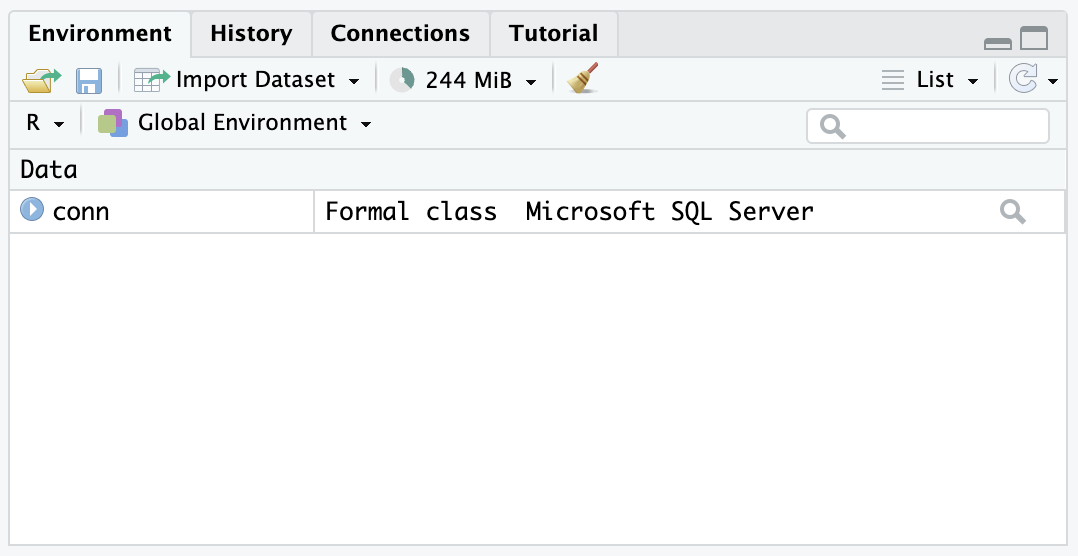 Environment History Connections Tutorial
Import Dataset 244 MiB List
R Global Environment
Data
conn Formal class Microsoft SQL Server